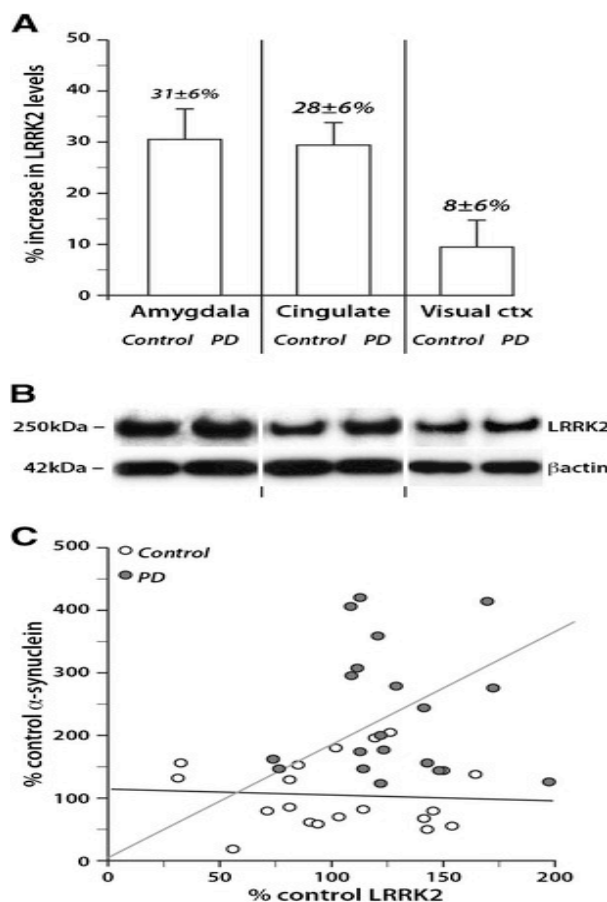 A
% increase in LRRK2 levels
50
40
30
20
10
0
31±6%
28±6%
8±6%
Amygdala Cingulate Visual ctx
Control PD Control PD Control PD
B
250kDa – LRRK2
42kDa – βactin
C
% control α-synuclein
500
400
300
200
100
0
Control
PD
0 50 100 150 200
% control LRRK2